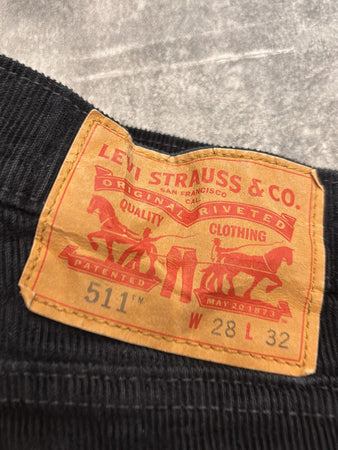 LEVI STRAUSS & CO.
SAN FRANCISCO
CAL.
ORIGINAL RIVETED
QUALITY CLOTHING
PATENTED MAY 20 1873
511™ W 28 L 32